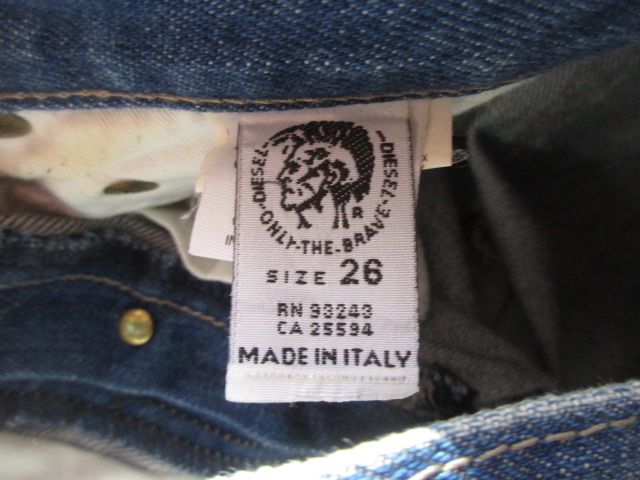 DIESEL
ONLY-THE-BRAVE
DIESEL
R
SIZE 26
RN 93243
CA 25594
MADE IN ITALY